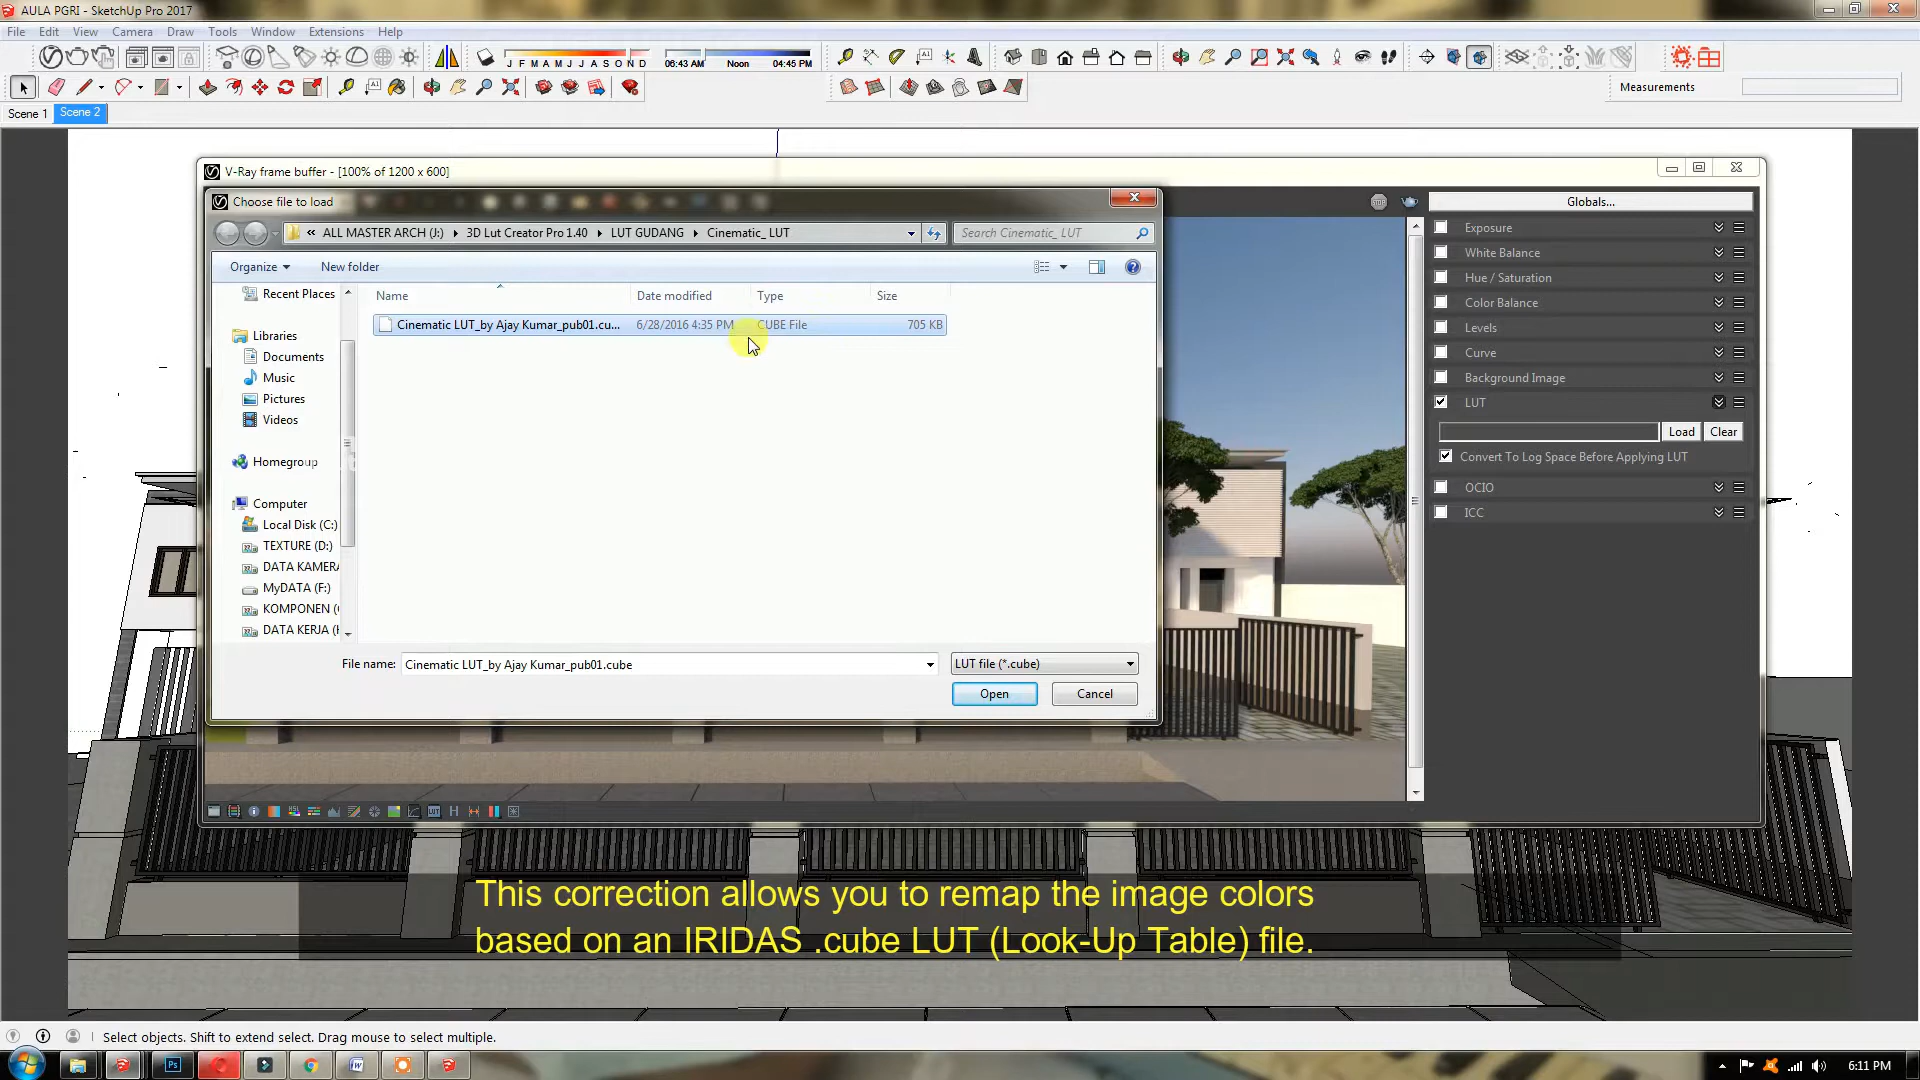 AULA PGRI - SketchUp Pro 2017
File Edit View Camera Draw Tools Window Extensions Help
J F M A M J J A S O N D
06:43 AM Noon 04:45 PM
Measurements
Scene 1 Scene 2
V-Ray frame buffer - [100% of 1200 x 600]
Choose file to load
« ALL MASTER ARCH (J:) 3D Lut Creator Pro 1.40 LUT GUDANG Cinematic_ LUT
Search Cinematic_ LUT
Organize New folder
Name Date modified Type Size
Cinematic LUT_by Ajay Kumar_pub01.cu... 6/28/2016 4:35 PM CUBE File 705 KB
Recent Places
Libraries
Documents
Music
Pictures
Videos
Homegroup
Computer
Local Disk (C:)
TEXTURE (D:)
DATA KAMERA
MyDATA (F:)
KOMPONEN (
DATA KERJA (
File name: Cinematic LUT_by Ajay Kumar_pub01.cube
LUT file (*.cube)
Open Cancel
STOP
Globals...
Exposure
White Balance
Hue / Saturation
Color Balance
Levels
Curve
Background Image
LUT
Load Clear
Convert To Log Space Before Applying LUT
OCIO
ICC
This correction allows you to remap the image colors
based on an IRIDAS .cube LUT (Look-Up Table) file.
Select objects. Shift to extend select. Drag mouse to select multiple.
Ps
6:11 PM